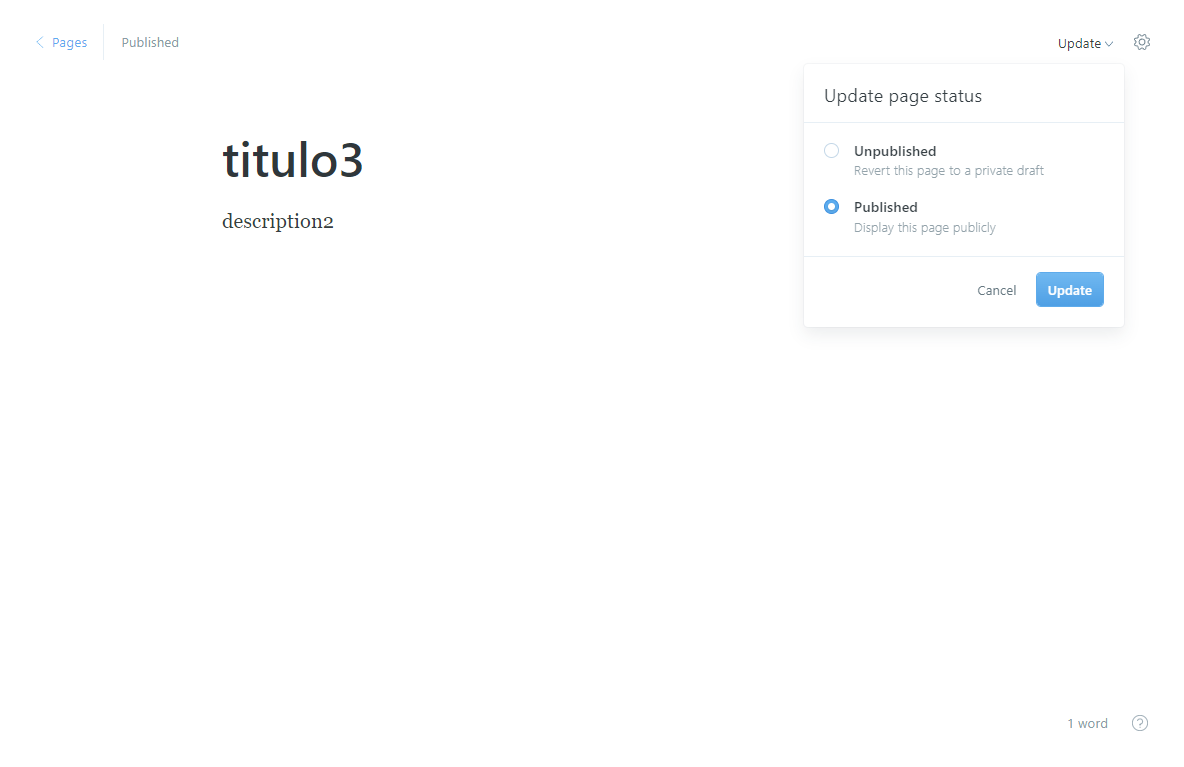 Pages
Published
Update
Update page status
Unpublished
Revert this page to a private draft
Published
Display this page publicly
Cancel
Update
titulo3
description2
1 word
?